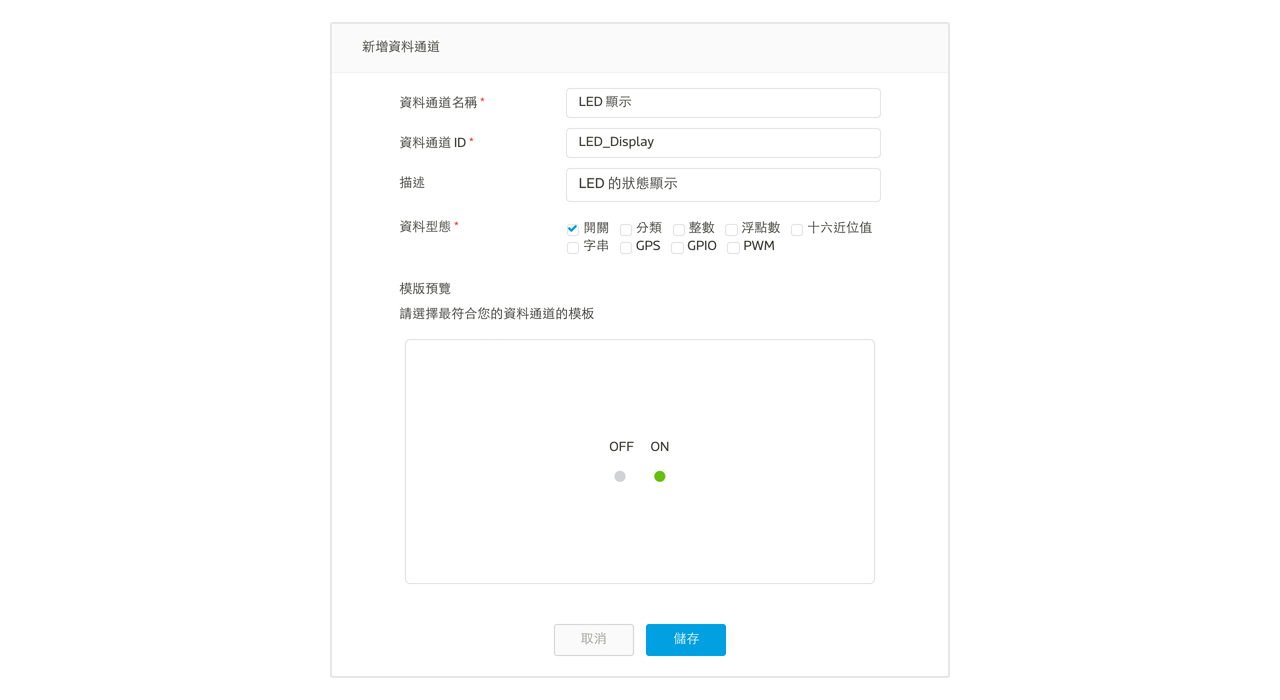 新增資料通道
資料通道名稱* LED 顯示
資料通道 ID* LED_Display
描述 LED 的狀態顯示
資料型態* 開關 分類 整數 浮點數 十六近位值
字串 GPS GPIO PWM
模版預覽
請選擇最符合您的資料通道的模板
OFF ON
取消 儲存